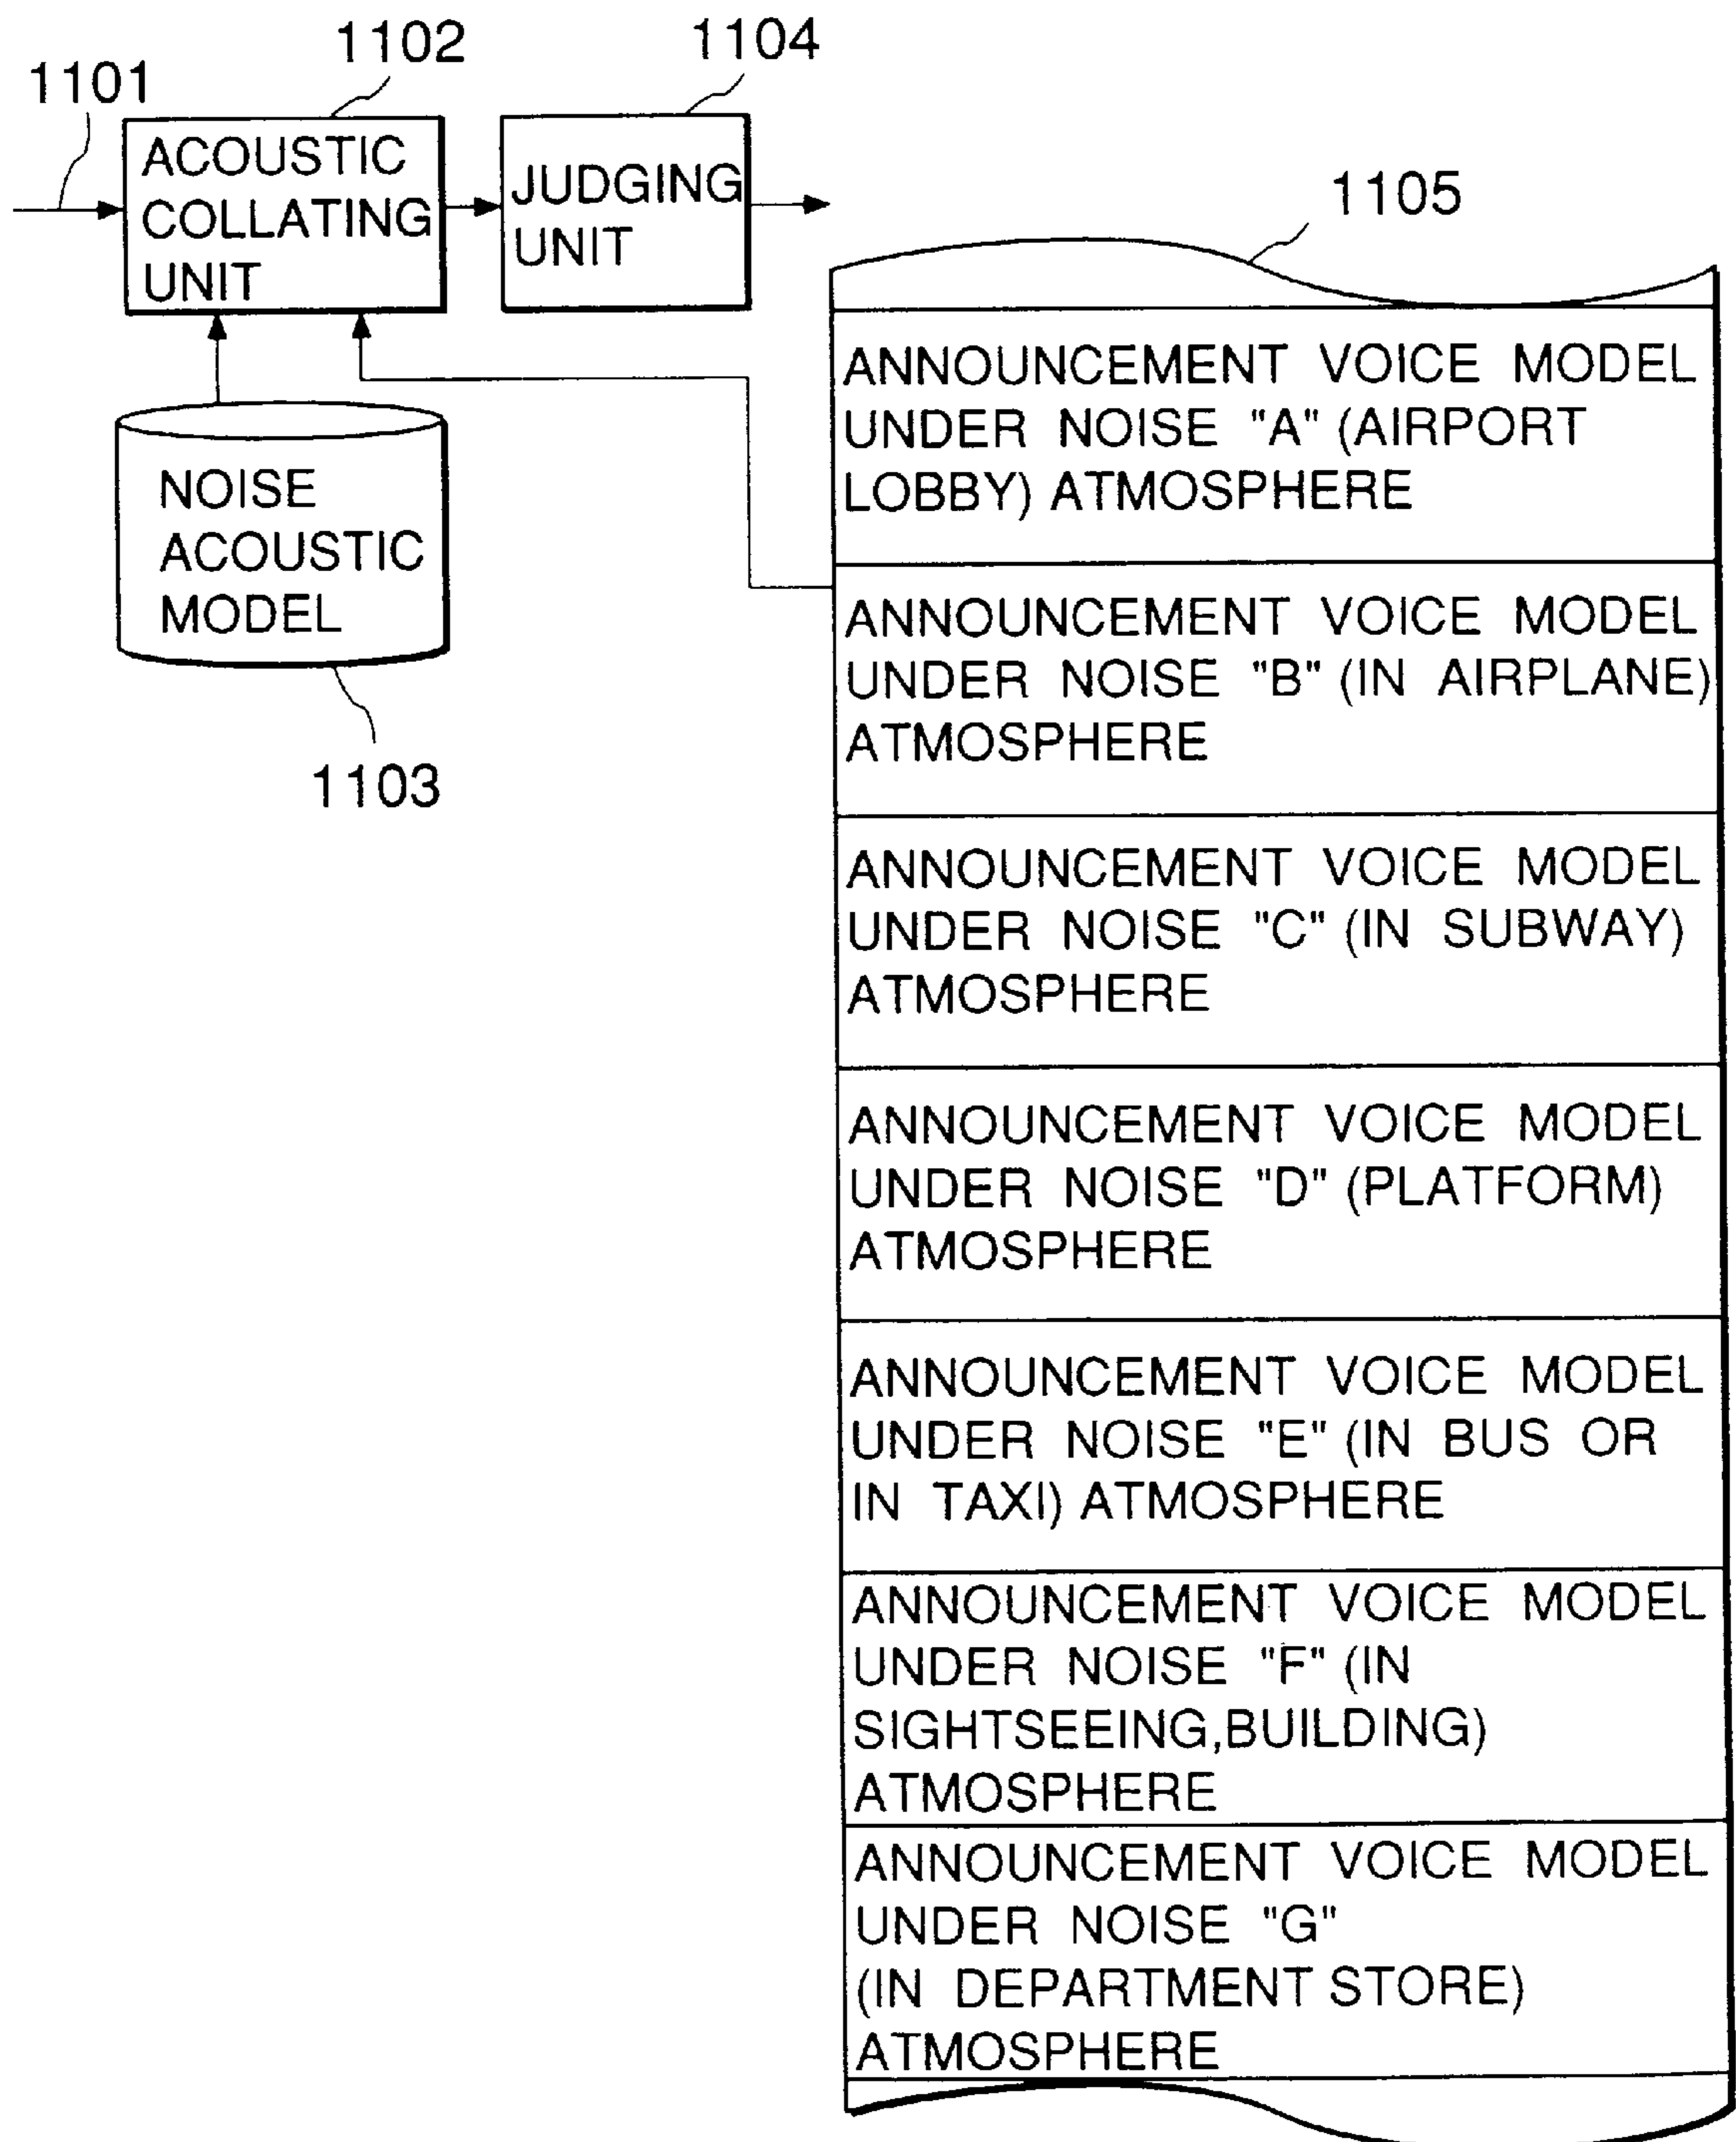 1101
1102
1104
ACOUSTIC
COLLATING
UNIT
JUDGING
UNIT
NOISE
ACOUSTIC
MODEL
1103
1105
ANNOUNCEMENT VOICE MODEL
UNDER NOISE "A" (AIRPORT
LOBBY) ATMOSPHERE
ANNOUNCEMENT VOICE MODEL
UNDER NOISE "B" (IN AIRPLANE)
ATMOSPHERE
ANNOUNCEMENT VOICE MODEL
UNDER NOISE "C" (IN SUBWAY)
ATMOSPHERE
ANNOUNCEMENT VOICE MODEL
UNDER NOISE "D" (PLATFORM)
ATMOSPHERE
ANNOUNCEMENT VOICE MODEL
UNDER NOISE "E" (IN BUS OR
IN TAXI) ATMOSPHERE
ANNOUNCEMENT VOICE MODEL
UNDER NOISE "F" (IN
SIGHTSEEING,BUILDING)
ATMOSPHERE
ANNOUNCEMENT VOICE MODEL
UNDER NOISE "G"
(IN DEPARTMENT STORE)
ATMOSPHERE